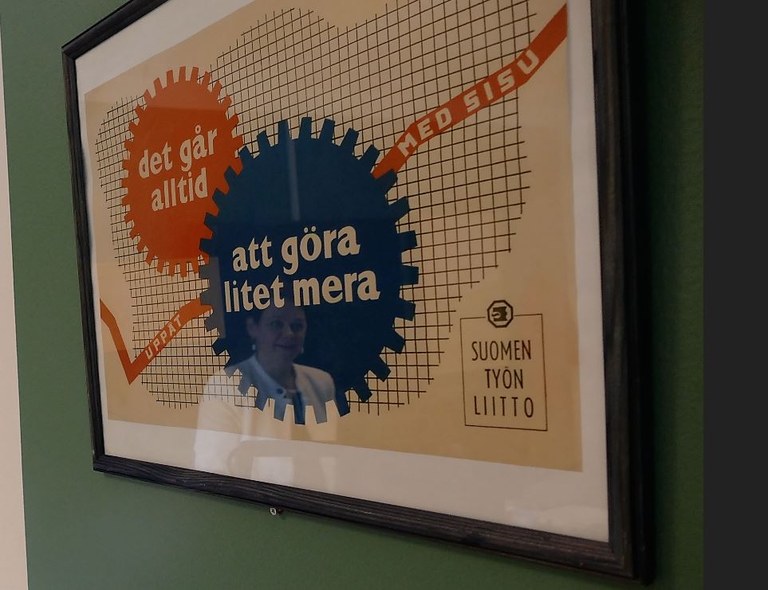 det går
alltid
att göra
litet mera
UPPÅT
MED SISU
SUOMEN
TYÖN
LIITTO